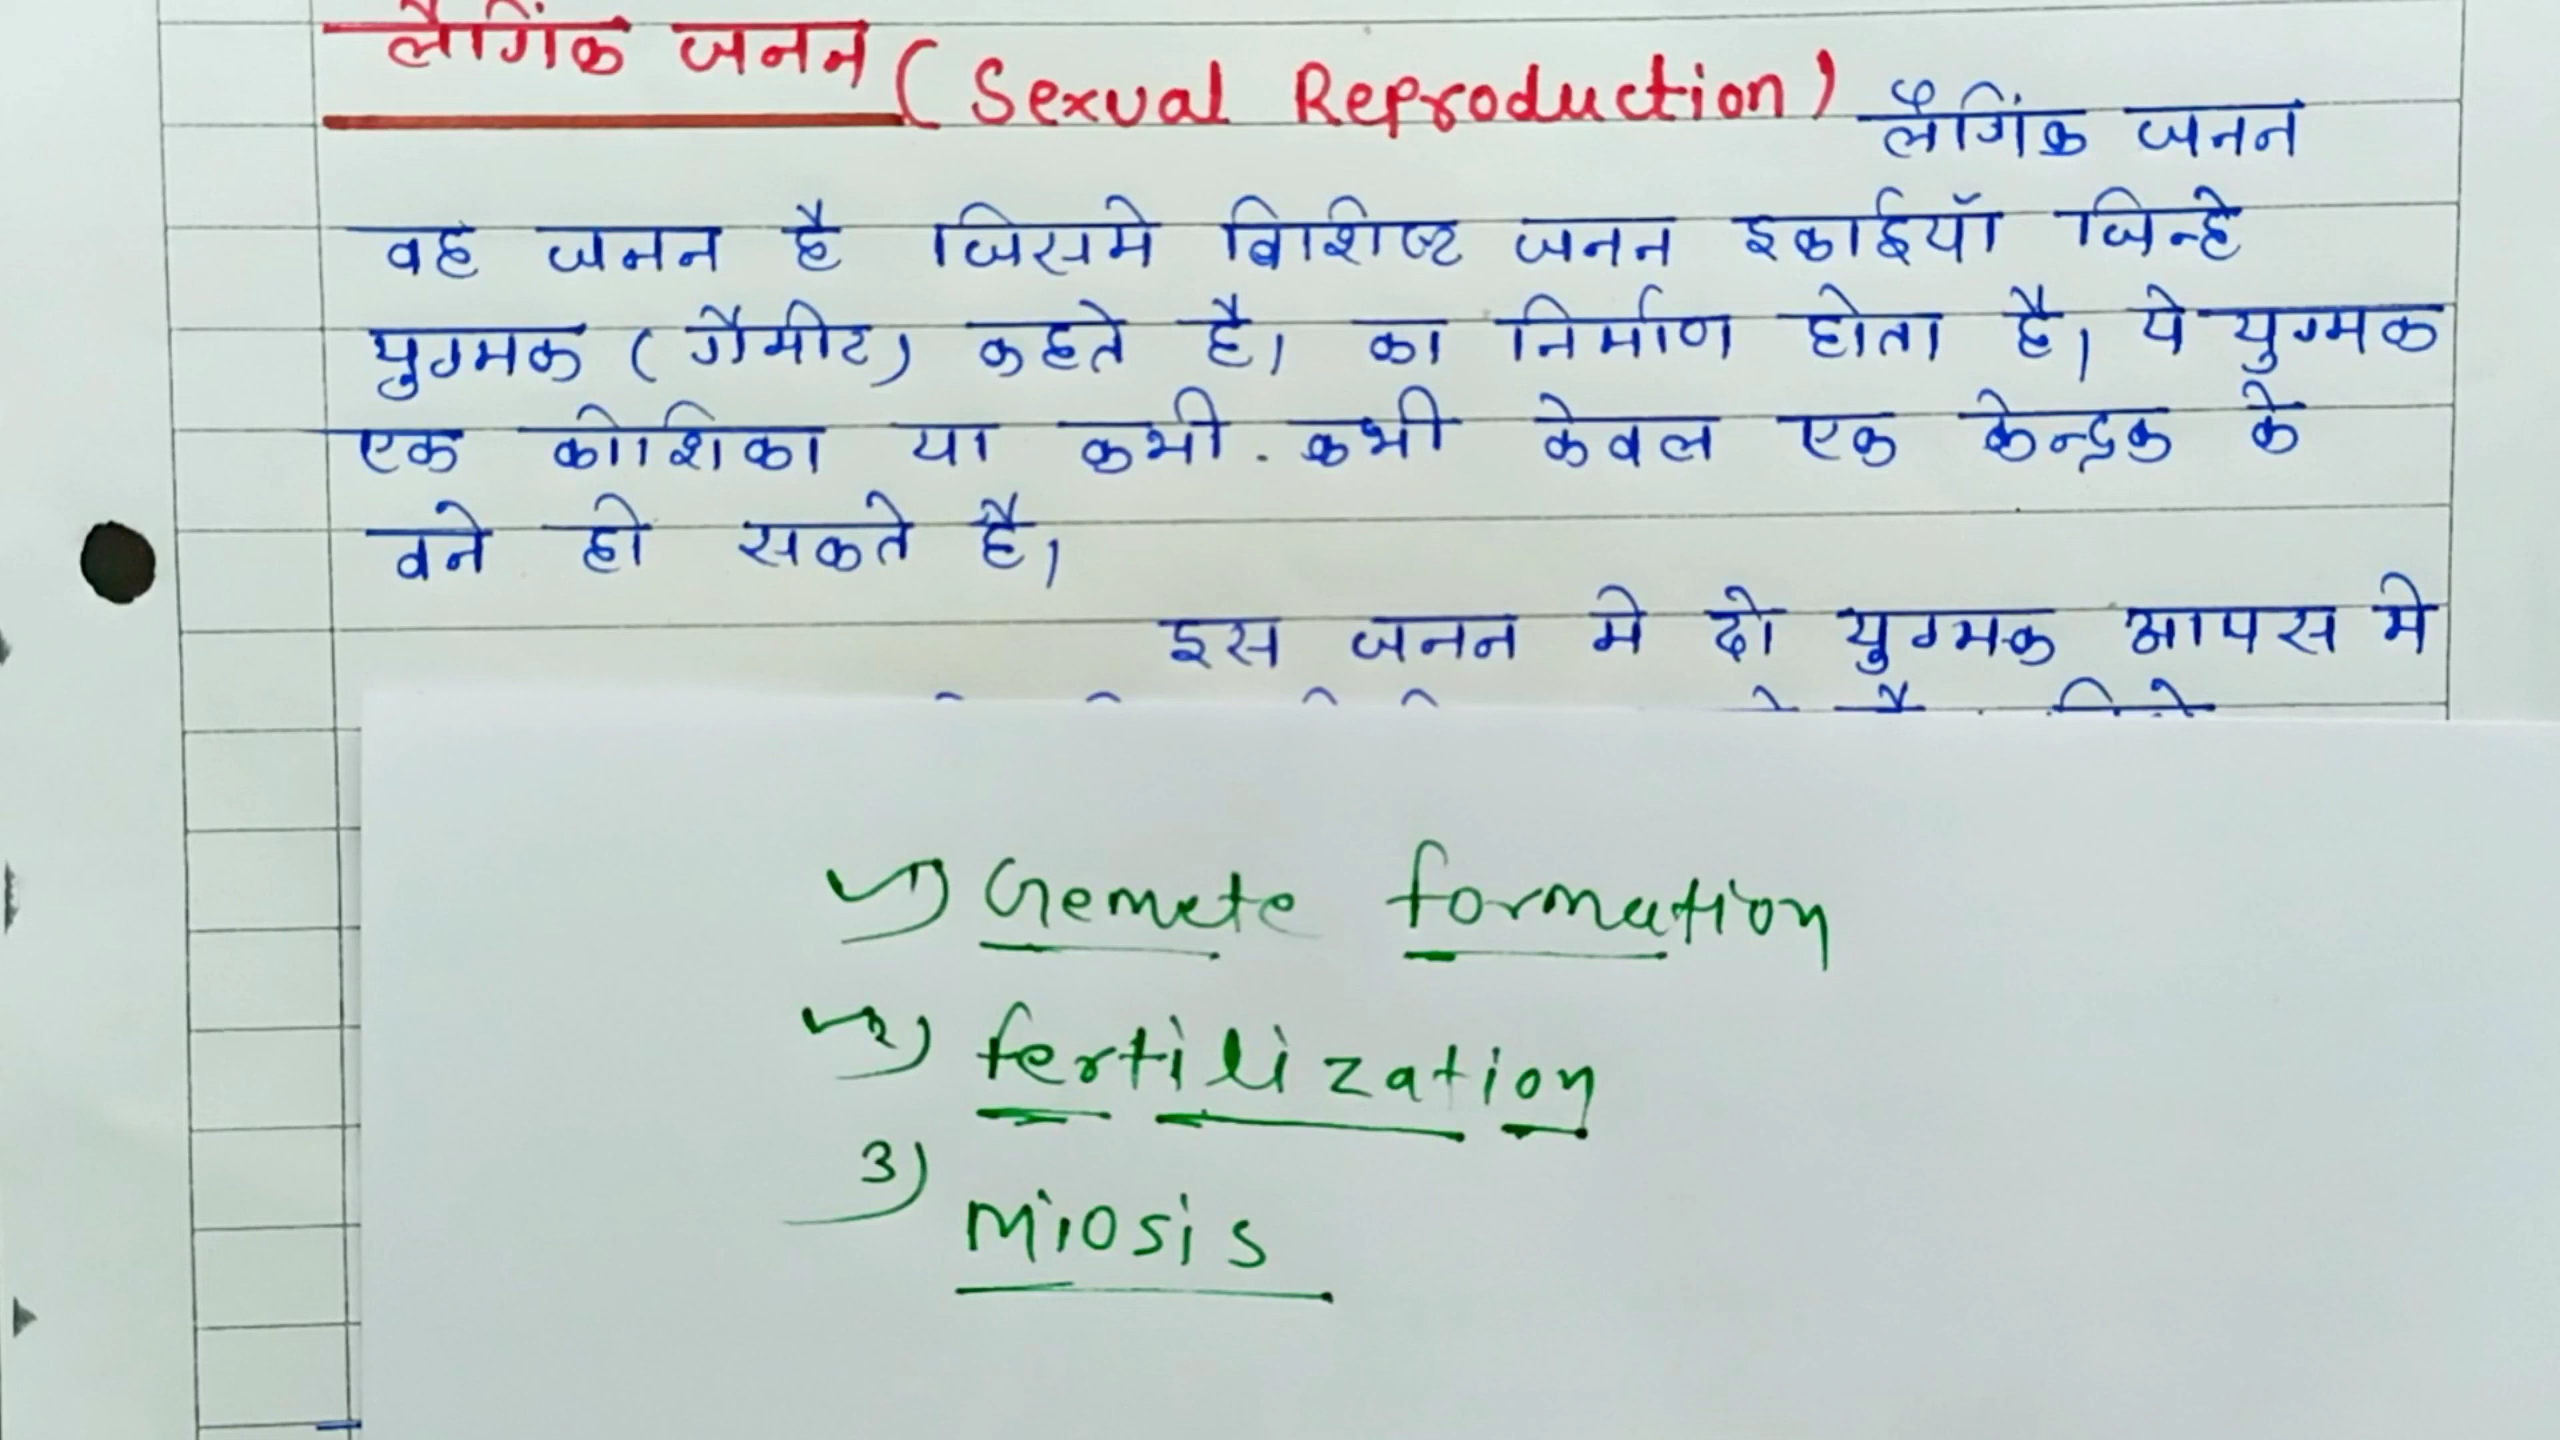 लैंगिक जनन (Sexual Reproduction) लैंगिक जनन
वह जनन है जिसमे विशिष्ट जनन इकाईयाँ जिन्हे
युग्मक (गैमीट) कहते है। का निर्माण होता है। ये युग्मक
एक कोशिका या कभी-कभी केवल एक केन्द्रक के
वने हो सकते है।
इस जनन मे दो युग्मक आपस मे
1) Gemete formation
2) fertilization
3) Miosis